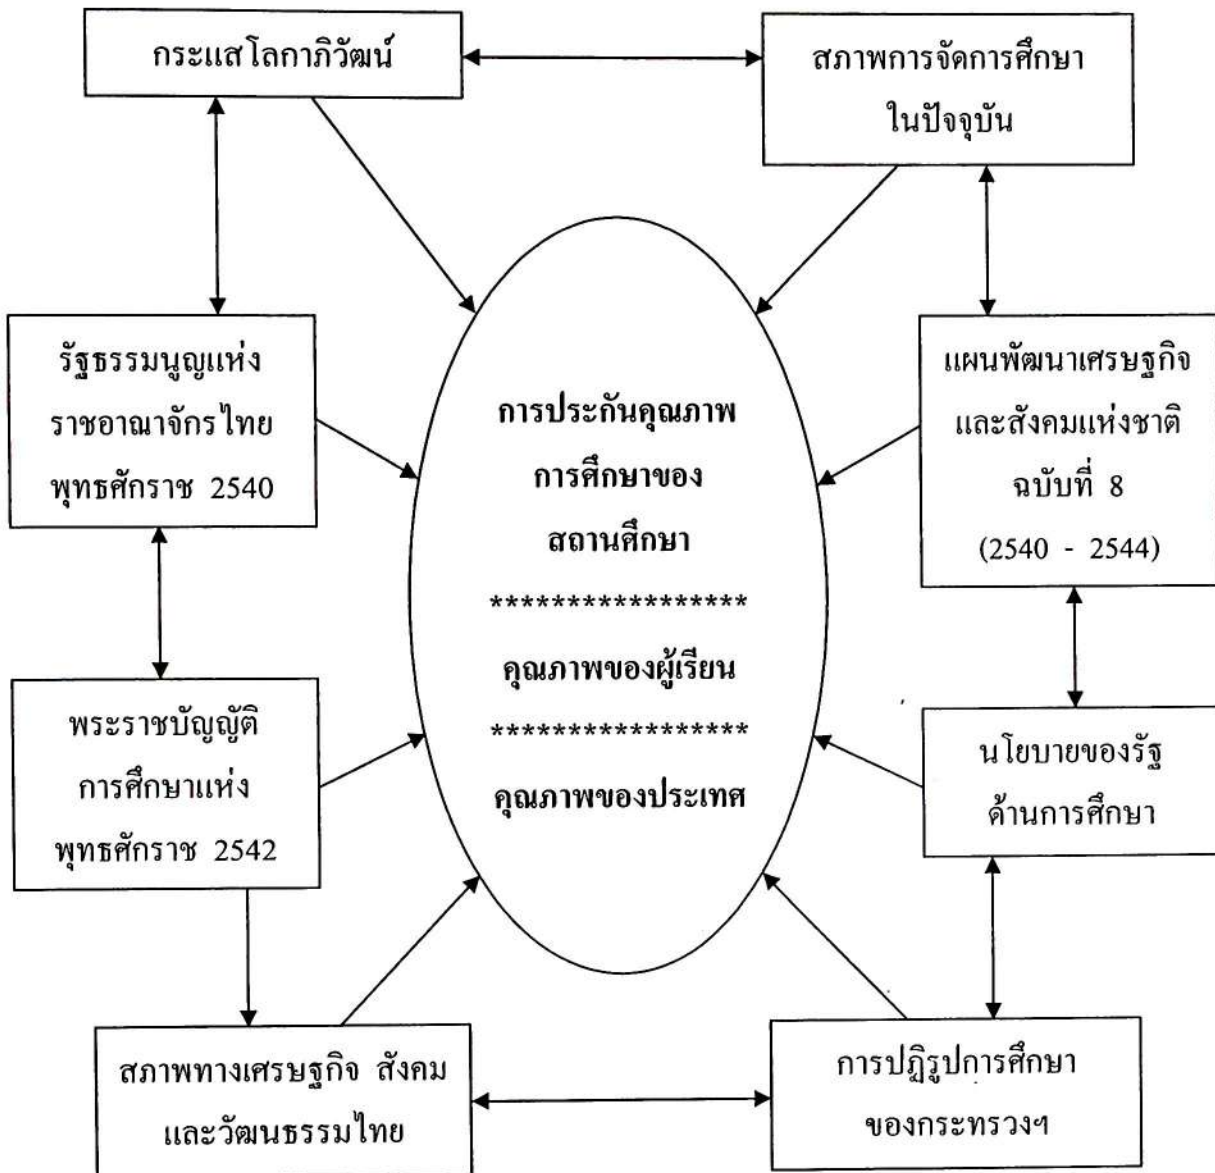 กระแสโลกาภิวัฒน์
สภาพการจัดการศึกษา
ในปัจจุบัน
รัฐธรรมนูญแห่ง
ราชอาณาจักรไทย
พุทธศักราช 2540
การประกันคุณภาพ
การศึกษาของ
สถานศึกษา
*****************
คุณภาพของผู้เรียน
*****************
คุณภาพของประเทศ
แผนพัฒนาเศรษฐกิจ
และสังคมแห่งชาติ
ฉบับที่ 8
(2540 - 2544)
พระราชบัญญัติ
การศึกษาแห่ง
พุทธศักราช 2542
นโยบายของรัฐ
ด้านการศึกษา
สภาพทางเศรษฐกิจ สังคม
และวัฒนธรรมไทย
การปฏิรูปการศึกษา
ของกระทรวงฯ